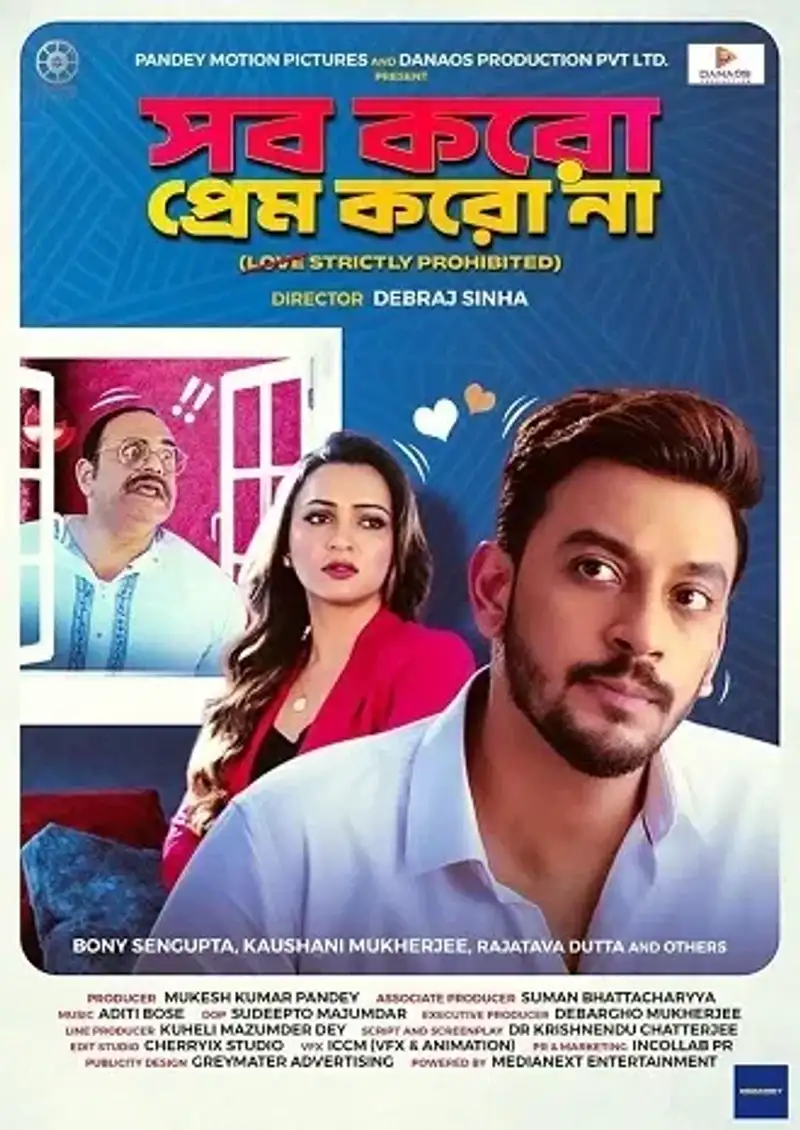 PANDEY MOTION PICTURES AND DANAOS PRODUCTION PVT LTD.
PRESENT
DANAOS
সব করো
প্রেম করো না
(LOVE STRICTLY PROHIBITED)
DIRECTOR DEBRAJ SINHA
!!
BONY SENGUPTA, KAUSHANI MUKHERJEE, RAJATAVA DUTTA AND OTHERS
PRODUCER MUKESH KUMAR PANDEY ASSOCIATE PRODUCER SUMAN BHATTACHARYYA
MUSIC ADITI BOSE DOP SUDEEPTO MAJUMDAR EXECUTIVE PRODUCER DEBARGHO MUKHERJEE
LINE PRODUCER KUHELI MAZUMDER DEY SCRIPT AND SCREENPLAY DR KRISHNENDU CHATTERJEE
EDIT STUDIO CHERRYIX STUDIO VFX ICCM (VFX & ANIMATION) PR & MARKETING INCOLLAB PR
PUBLICITY DESIGN GREYMATER ADVERTISING POWERED BY MEDIANEXT ENTERTAINMENT